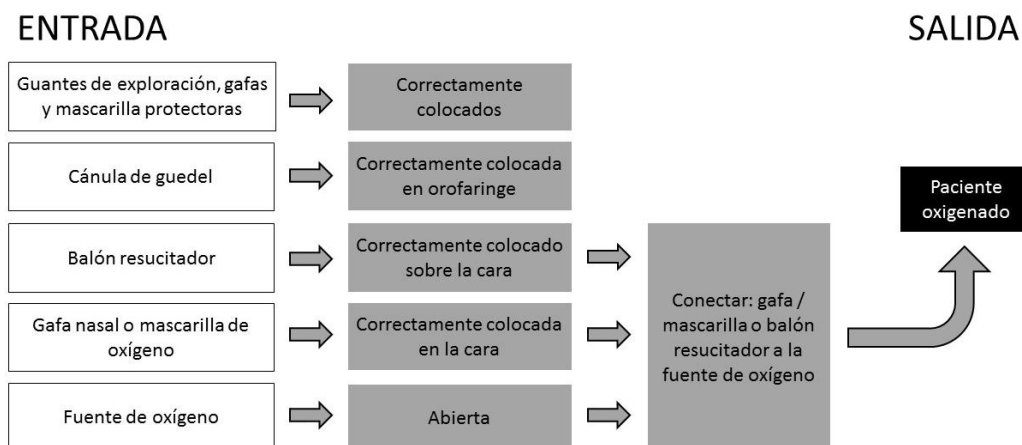 ENTRADA
SALIDA
Guantes de exploración, gafas
y mascarilla protectoras
Correctamente
colocados
Cánula de guedel
Correctamente colocada
en orofaringe
Paciente
oxigenado
Balón resucitador
Correctamente colocado
sobre la cara
Gafa nasal o mascarilla de
oxígeno
Correctamente colocada
en la cara
Conectar: gafa /
mascarilla o balón
resucitador a la
fuente de oxígeno
Fuente de oxígeno
Abierta